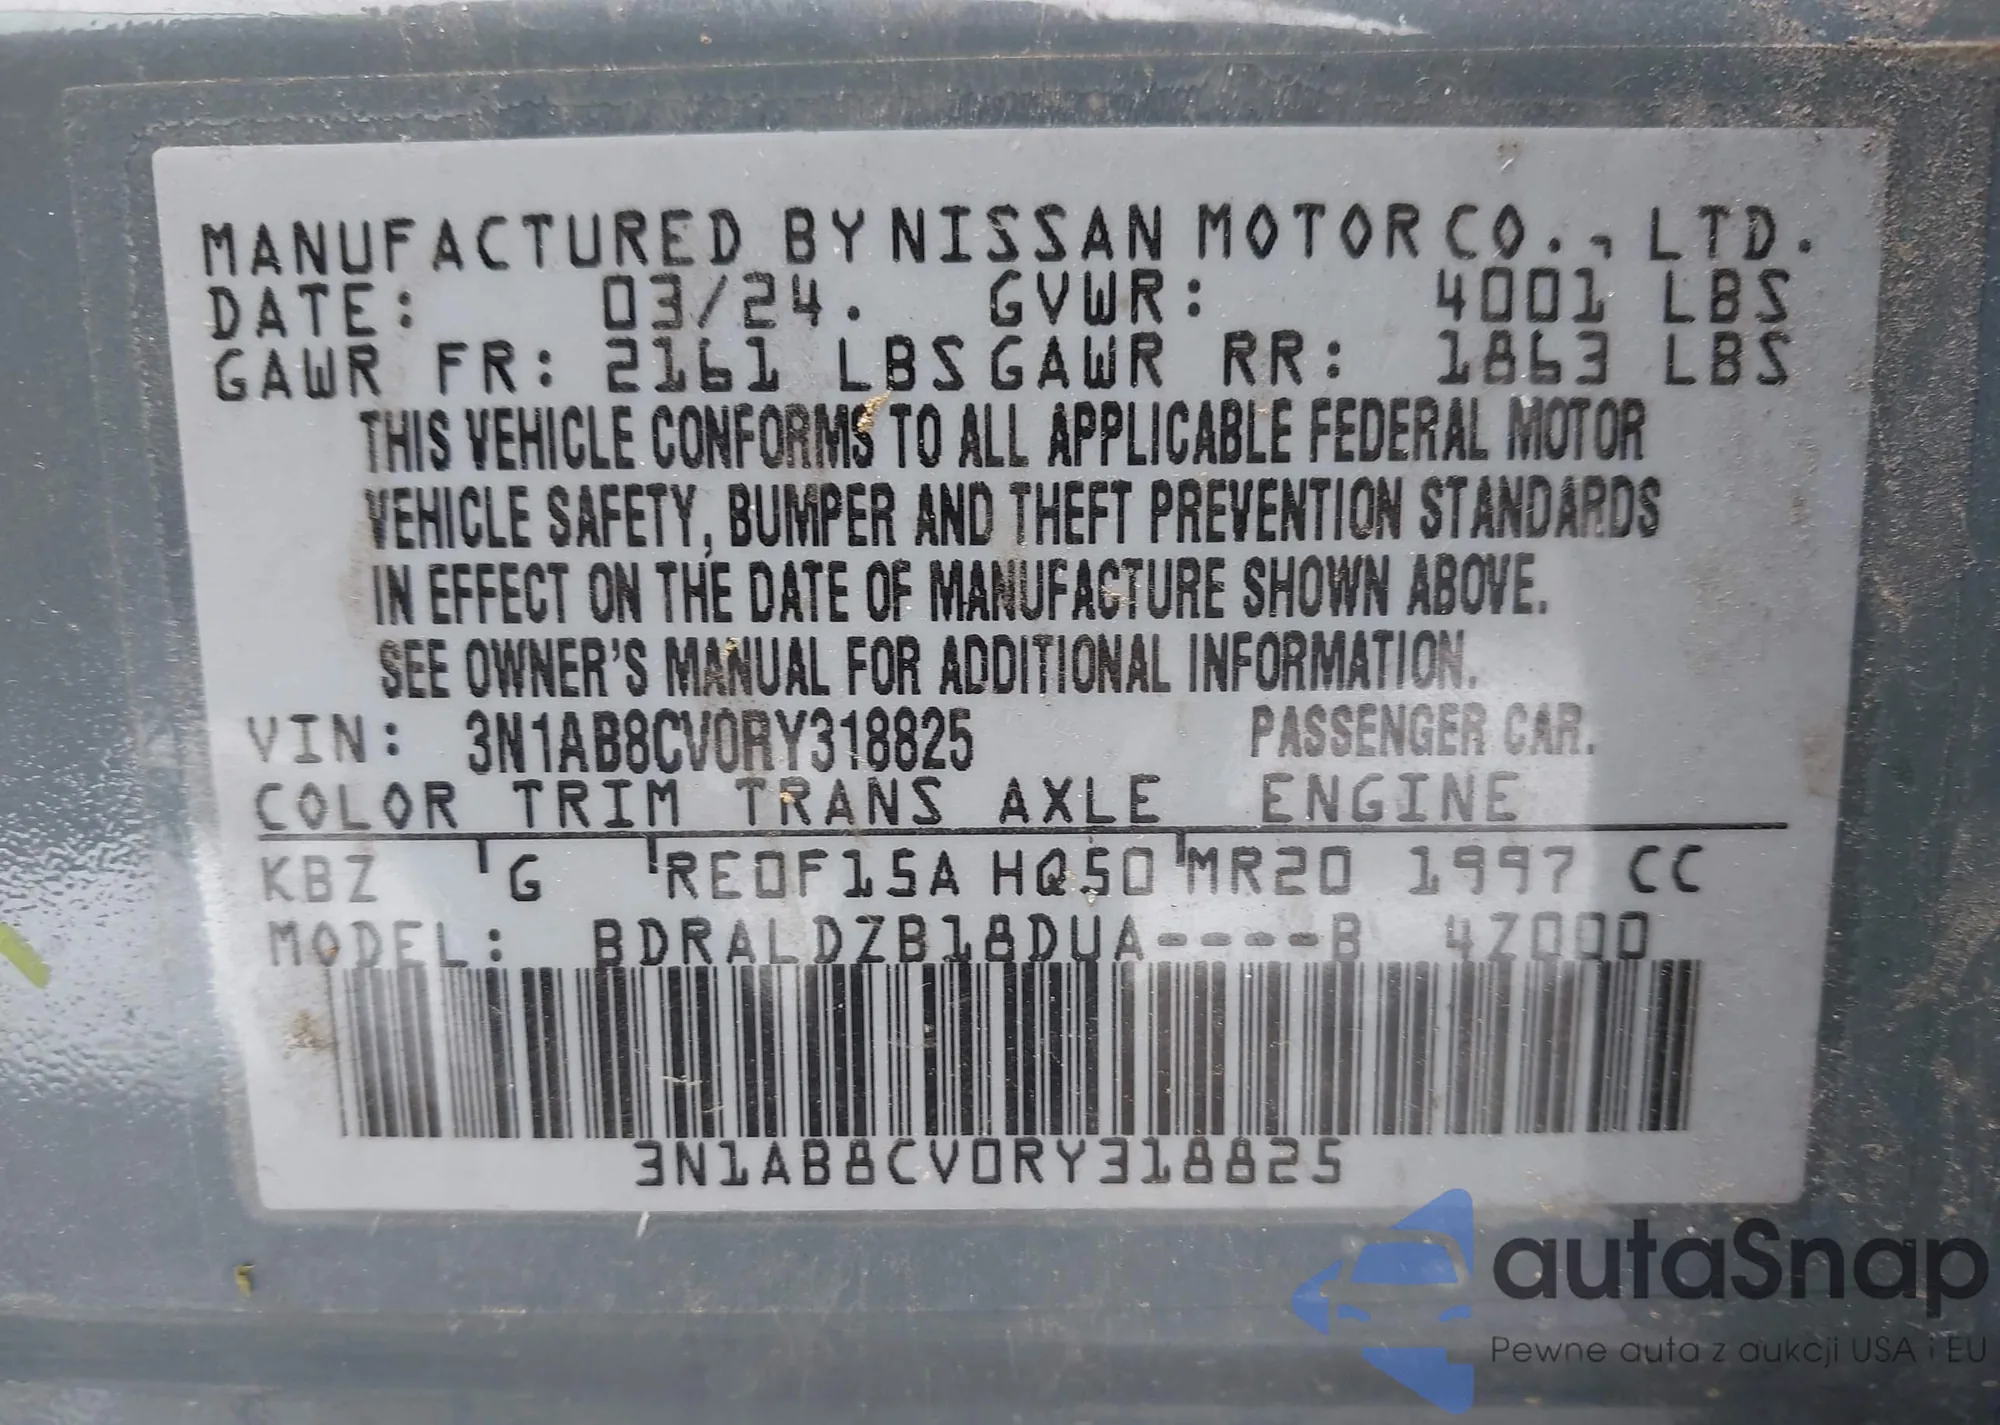 MANUFACTURED BY NISSAN MOTOR CO., LTD.
DATE: 03/24. GVWR: 4001 LBS
GAWR FR: 2161 LBS GAWR RR: 1863 LBS
THIS VEHICLE CONFORMS TO ALL APPLICABLE FEDERAL MOTOR
VEHICLE SAFETY, BUMPER AND THEFT PREVENTION STANDARDS
IN EFFECT ON THE DATE OF MANUFACTURE SHOWN ABOVE.
SEE OWNER'S MANUAL FOR ADDITIONAL INFORMATION.
VIN: 3N1AB8CV0RY318825 PASSENGER CAR.
COLOR TRIM TRANS AXLE ENGINE
KBZ G RE0F15A HQ50 MR20 1997 CC
MODEL: BDRALDZB18DUA----B 4Z000
3N1AB8CV0RY318825
autaSnap
Pewne auta z aukcji USA i EU